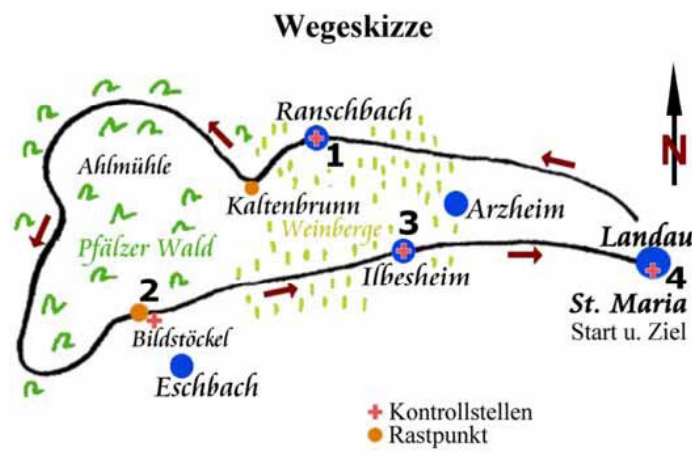 Wegeskizze
Ranschbach
1
N
Ahlmühle
Kaltenbrunn
Arzheim
3
Weinberge
Pfälzer Wald
Landau
Ilbesheim
4
2
St. Maria
Bildstöckel
Start u. Ziel
Eschbach
Kontrollstellen
Rastpunkt